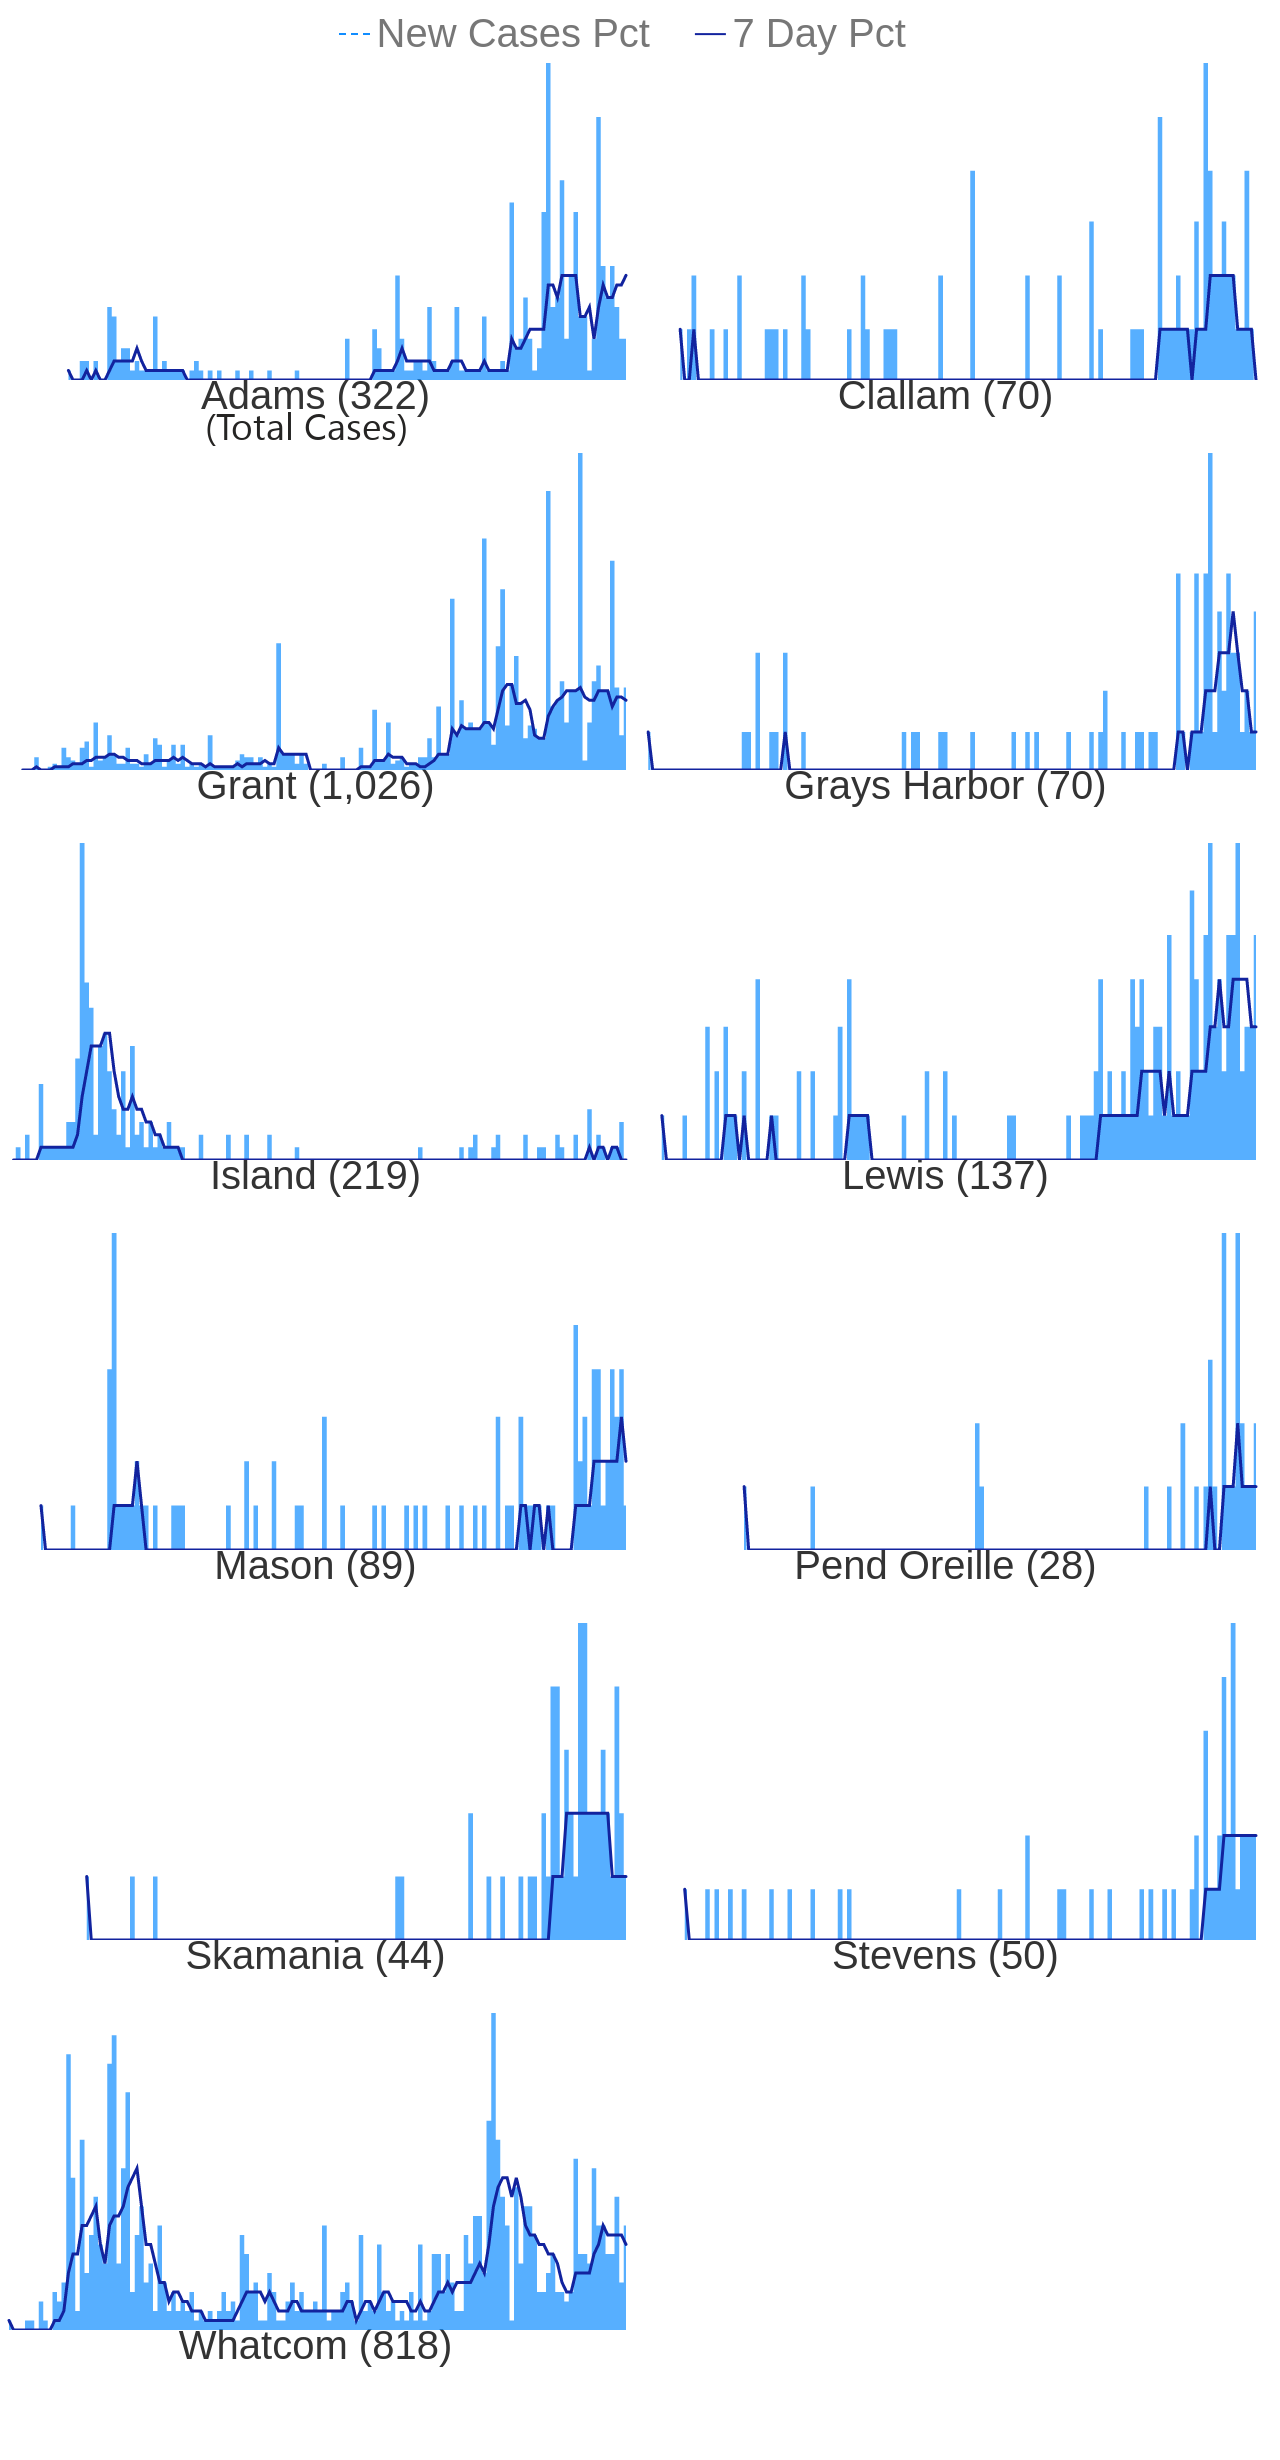 New Cases Pct 7 Day Pct
Adams (322)
(Total Cases)
Clallam (70)
Grant (1,026)
Grays Harbor (70)
Island (219)
Lewis (137)
Mason (89)
Pend Oreille (28)
Skamania (44)
Stevens (50)
Whatcom (818)